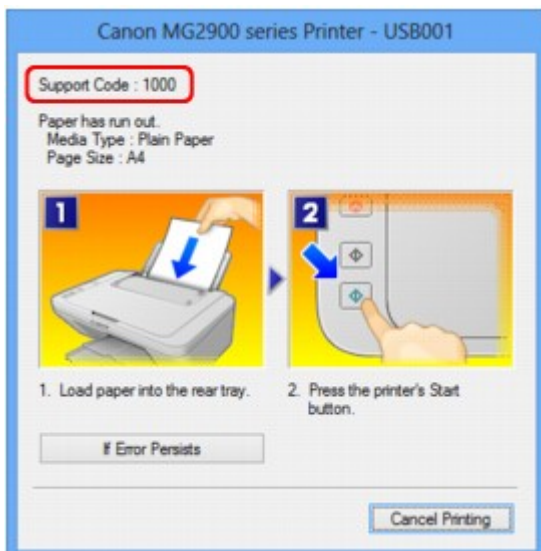 Canon MG2900 series Printer - USB001
Support Code : 1000
Paper has run out.
Media Type : Plain Paper
Page Size : A4
1
2
1. Load paper into the rear tray.
2. Press the printer's Start
button.
If Error Persists
Cancel Printing